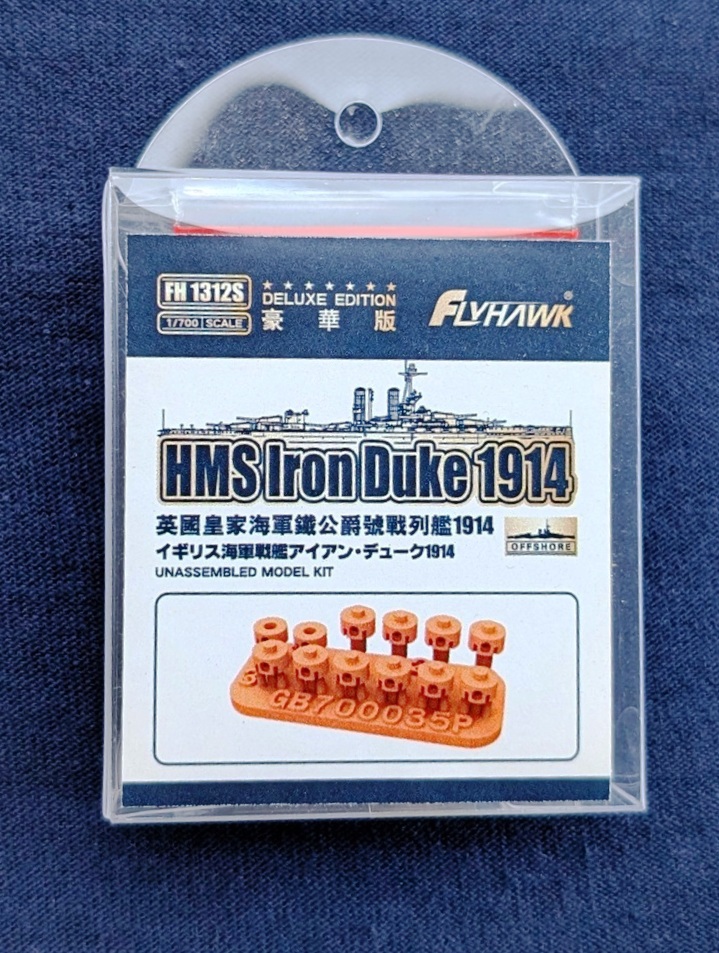 FH 1312S
1/700 SCALE
★★★★★★★
DELUXE EDITION
豪華版
FLYHAWK®
HMS Iron Duke 1914
英國皇家海軍鐵公爵號戰列艦1914
イギリス海軍戦艦アイアン・デューク1914
OFFSHORE
UNASSEMBLED MODEL KIT
GB700035P